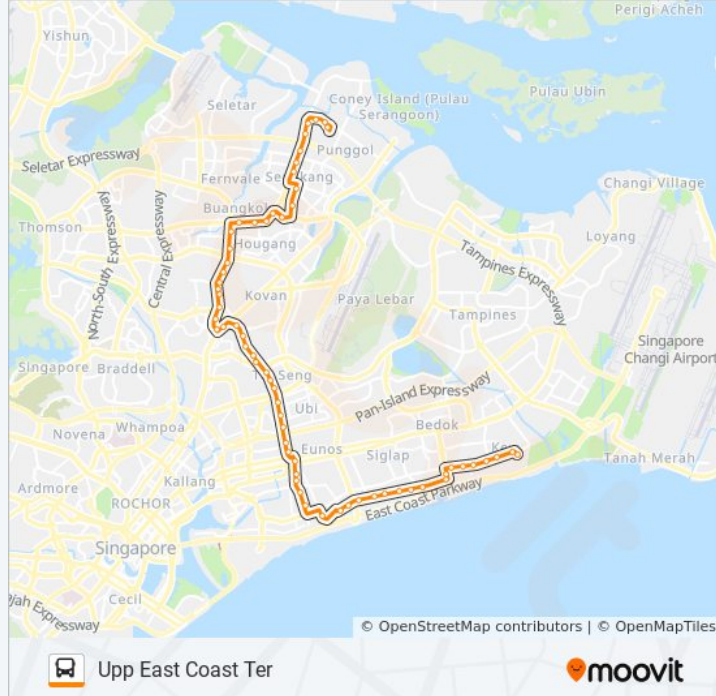 Perigi Acheh
Yishun
Coney Island (Pulau
Serangoon)
Pulau Ubin
Seletar
Punggol
Seletar Expressway
Fernvale
Changi Village
Buangkok
Thomson
Loyang
Hougang
Central Expressway
North-South Expressway
Tampines Expressway
Kovan
Paya Lebar
Tampines
Singapore
Changi Airport
Singapore
Braddell
Ubi
Pan-Island Expressway
Novena
Whampoa
Bedok
Eunos
Siglap
Tanah Merah
Kallang
Ardmore
ROCHOR
East Coast Parkway
Singapore
Cecil
Expressway
© OpenStreetMap contributors | © OpenMapTiles
Upp East Coast Ter
moovit